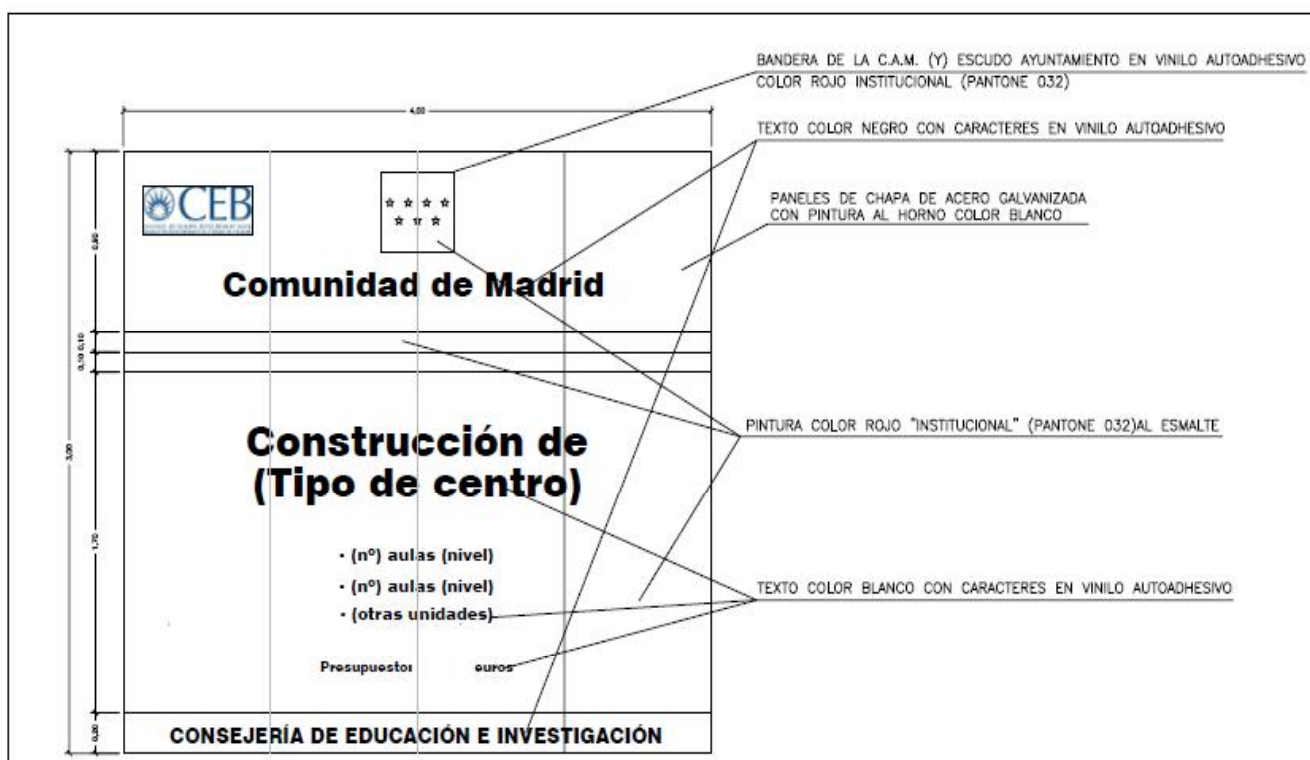 BANDERA DE LA C.A.M. (Y) ESCUDO AYUNTAMIENTO EN VINILO AUTOADHESIVO
COLOR ROJO INSTITUCIONAL (PANTONE 032)
4,00
TEXTO COLOR NEGRO CON CARACTERES EN VINILO AUTOADHESIVO
CEB
PANELES DE CHAPA DE ACERO GALVANIZADA
CON PINTURA AL HORNO COLOR BLANCO
0,90
Comunidad de Madrid
0,10
0,10
Construcción de
(Tipo de centro)
PINTURA COLOR ROJO "INSTITUCIONAL" (PANTONE 032)AL ESMALTE
3,00
1,70
· (nº) aulas (nivel)
· (nº) aulas (nivel)
· (otras unidades)
TEXTO COLOR BLANCO CON CARACTERES EN VINILO AUTOADHESIVO
Presupuesto: euros
0,20
CONSEJERÍA DE EDUCACIÓN E INVESTIGACIÓN